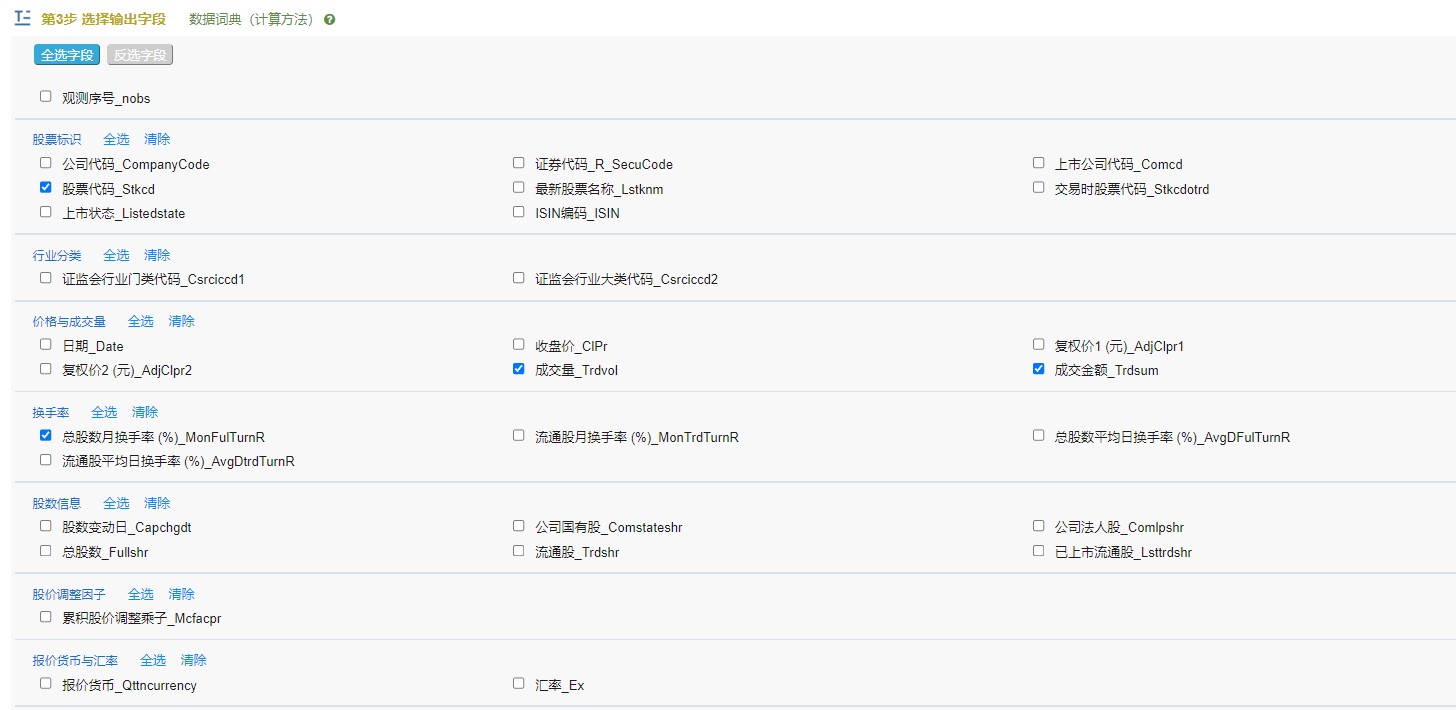 第3步 选择输出字段 数据词典 (计算方法)
全选字段 反选字段
观测序号_nobs
股票标识 全选 清除
公司代码_CompanyCode 证券代码_R_SecuCode 上市公司代码_Comcd
股票代码_Stkcd 最新股票名称_Lstknm 交易时股票代码_Stkcdotrd
上市状态_Listedstate ISIN编码_ISIN
行业分类 全选 清除
证监会行业门类代码_Csrciccd1 证监会行业大类代码_Csrciccd2
价格与成交量 全选 清除
日期_Date 收盘价_ClPr 复权价1 (元)_AdjClpr1
复权价2 (元)_AdjClpr2 成交量_Trdvol 成交金额_Trdsum
换手率 全选 清除
总股数月换手率 (%)_MonFulTurnR 流通股月换手率 (%)_MonTrdTurnR 总股数平均日换手率 (%)_AvgDFulTurnR
流通股平均日换手率 (%)_AvgDtrdTurnR
股数信息 全选 清除
股数变动日_Capchgdt 公司国有股_Comstateshr 公司法人股_Comlpshr
总股数_Fullshr 流通股_Trdshr 已上市流通股_Lsttrdshr
股价调整因子 全选 清除
累积股价调整乘子_Mcfacpr
报价货币与汇率 全选 清除
报价货币_Qttncurrency 汇率_Ex